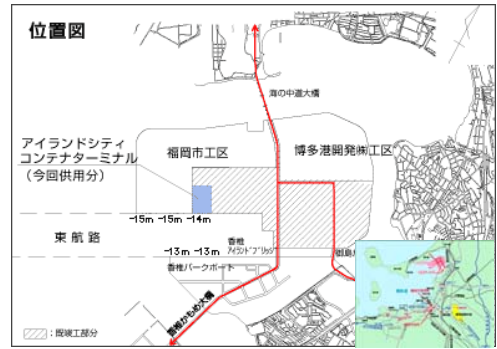 位置図
海の中道大橋
アイランドシティ
コンテナターミナル
(今回供用分)
福岡市工区
博多港開発㈱工区
-15m -15m -14m
東航路
-13m -13m
香椎
アイランドブリッジ
香椎パークポート
香椎かもめ大橋
:既竣工部分